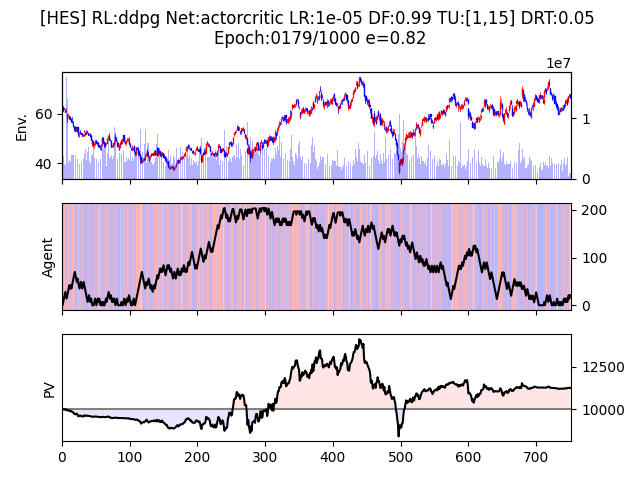 [HES] RL:ddpg Net:actorcritic LR:1e-05 DF:0.99 TU:[1,15] DRT:0.05
Epoch:0179/1000 e=0.82
1e7
Env.
60
40
1
0
Agent
200
100
0
PV
12500
10000
0 100 200 300 400 500 600 700